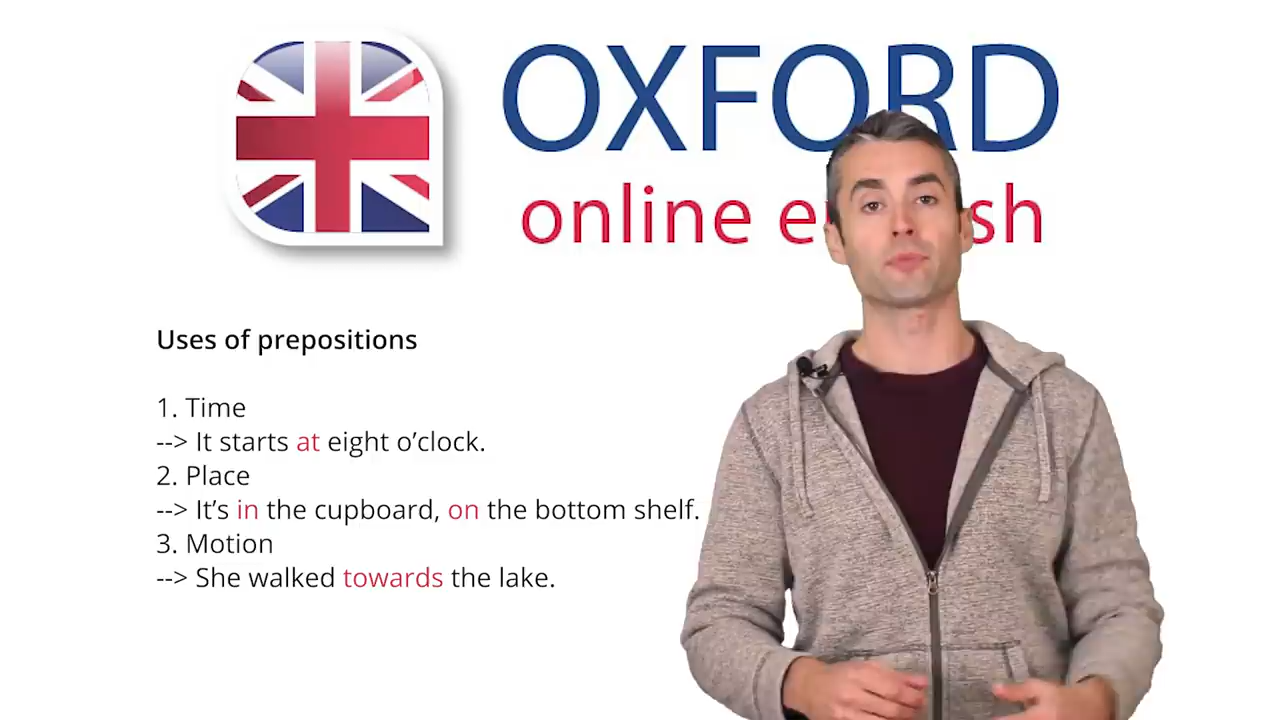 OXFORD
online
Uses of prepositions
1. Time
--> It starts at eight o’clock.
2. Place
--> It’s in the cupboard, on the bottom shelf.
3. Motion
--> She walked towards the lake.